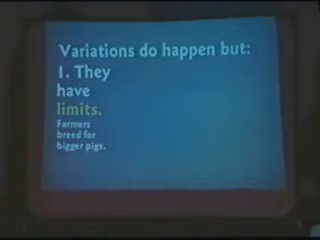 Variations do happen but:
1. They
have
limits.
Farmers
breed for
bigger pigs.